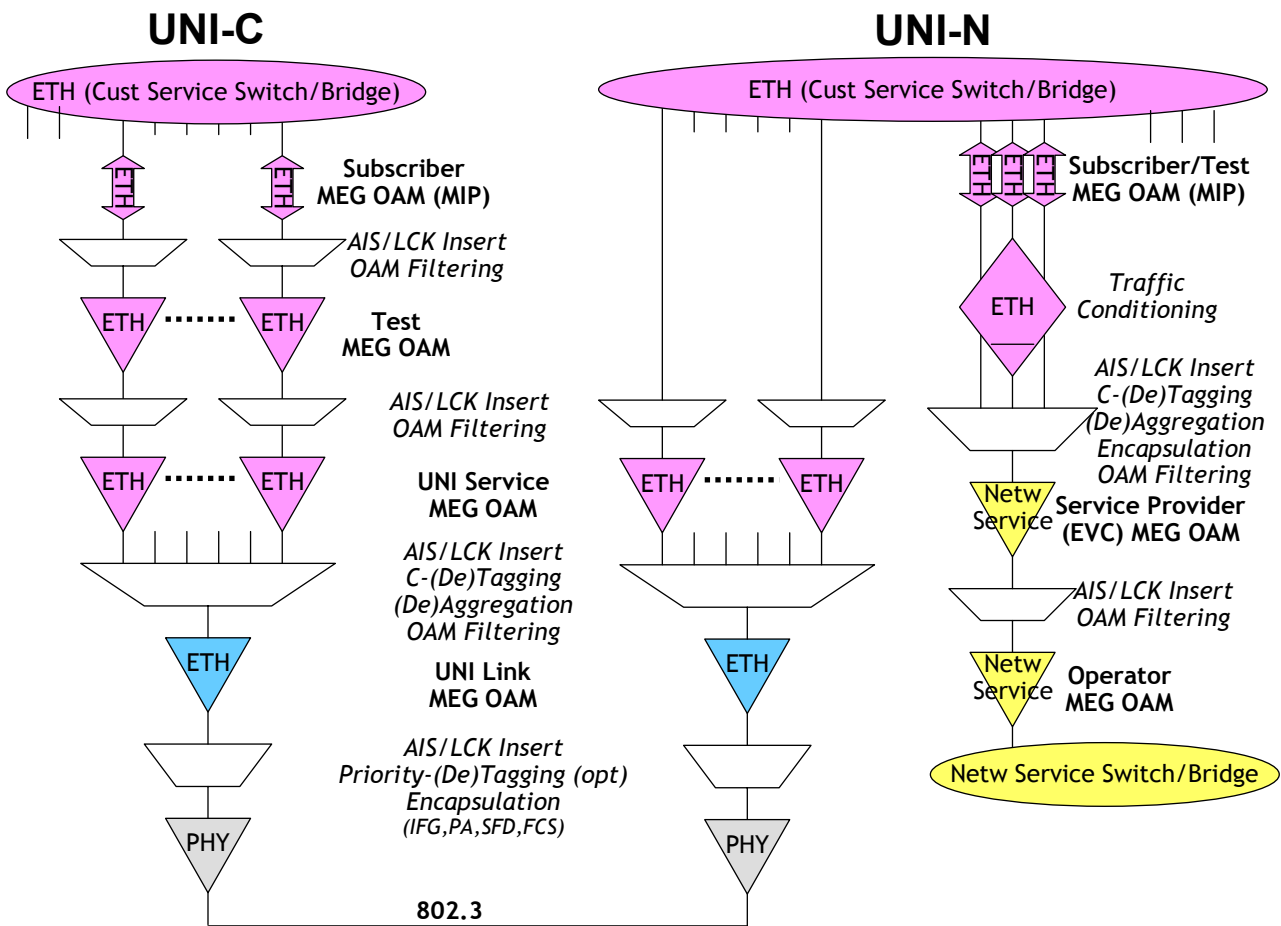 UNI-C
UNI-N
ETH (Cust Service Switch/Bridge)
ETH (Cust Service Switch/Bridge)
ETH
ETH
Subscriber
MEG OAM (MIP)
AIS/LCK Insert
OAM Filtering
ETH
ETH
Test
MEG OAM
AIS/LCK Insert
OAM Filtering
ETH
ETH
UNI Service
MEG OAM
AIS/LCK Insert
C-(De)Tagging
(De)Aggregation
OAM Filtering
ETH
UNI Link
MEG OAM
AIS/LCK Insert
Priority-(De)Tagging (opt)
Encapsulation
(IFG,PA,SFD,FCS)
PHY
802.3
ETH
ETH
ETH
PHY
ETH
ETH
ETH
Subscriber/Test
MEG OAM (MIP)
ETH
Traffic
Conditioning
AIS/LCK Insert
C-(De)Tagging
(De)Aggregation
Encapsulation
OAM Filtering
Netw
Service
Service Provider
(EVC) MEG OAM
AIS/LCK Insert
OAM Filtering
Netw
Service
Operator
MEG OAM
Netw Service Switch/Bridge